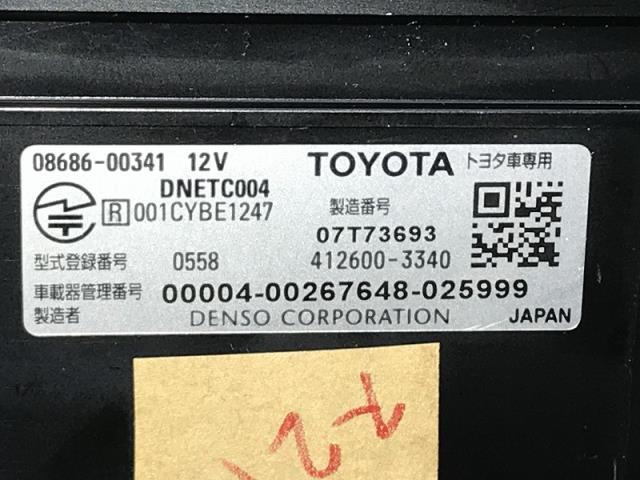 08686-00341 12V TOYOTA トヨタ車専用
DNETC004
R 001CYBE1247 製造番号
07T73693
型式登録番号 0558 412600-3340
車載器管理番号 00004-00267648-025999
製造者 DENSO CORPORATION JAPAN